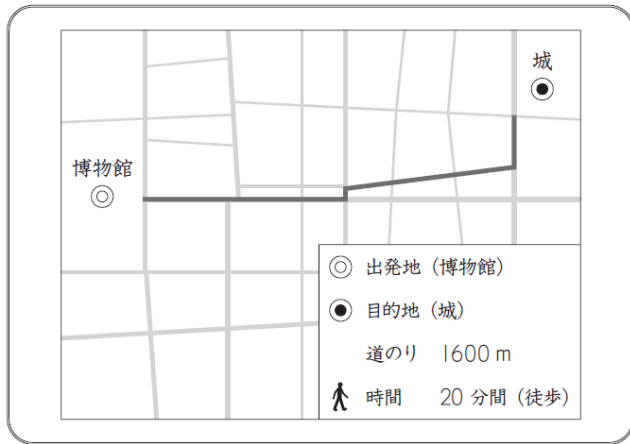 城
博物館
出発地（博物館）
目的地（城）
道のり 1600 m
時間 20 分間（徒歩）